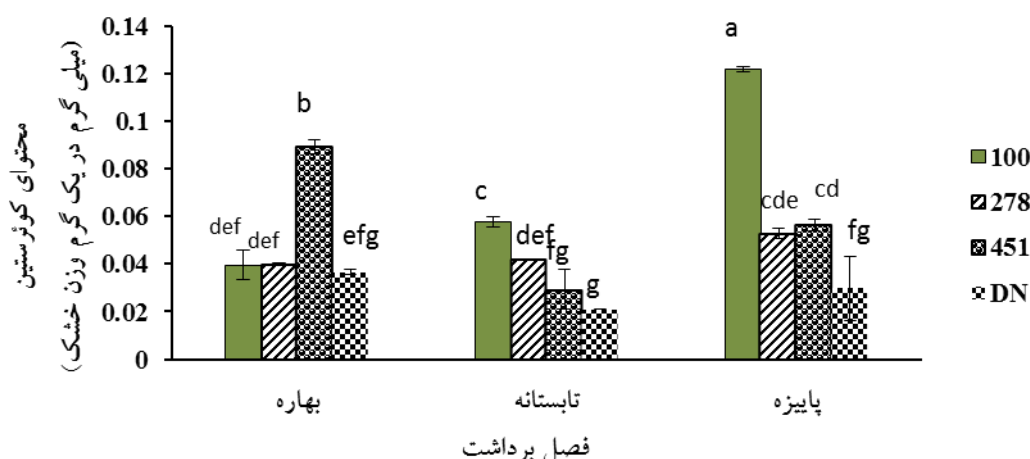 محتوای کوئرستین
(میلی گرم در یک گرم وزن خشک)
0.14
0.12
0.1
0.08
0.06
0.04
0.02
0
def
def
b
efg
c
def
fg
g
a
cde
cd
fg
بهاره
تابستانه
پاییزه
فصل برداشت
100
278
451
DN